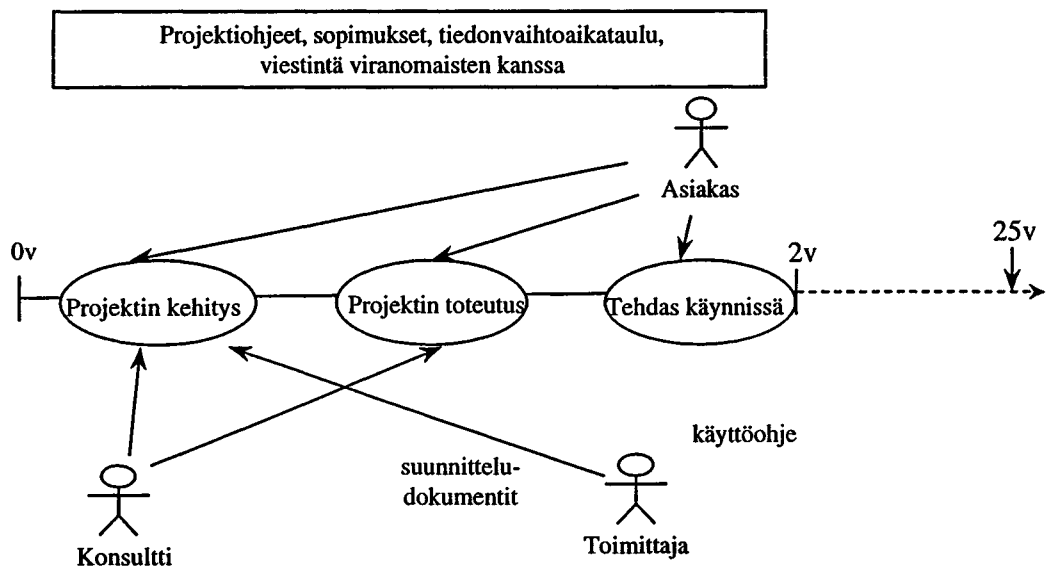 Projektiohjeet, sopimukset, tiedonvaihtoaikataulu,
viestintä viranomaisten kanssa
Asiakas
0v
2v
25v
Projektin kehitys
Projektin toteutus
Tehdas käynnissä
käyttöohje
suunnittelu-
dokumentit
Konsultti
Toimittaja